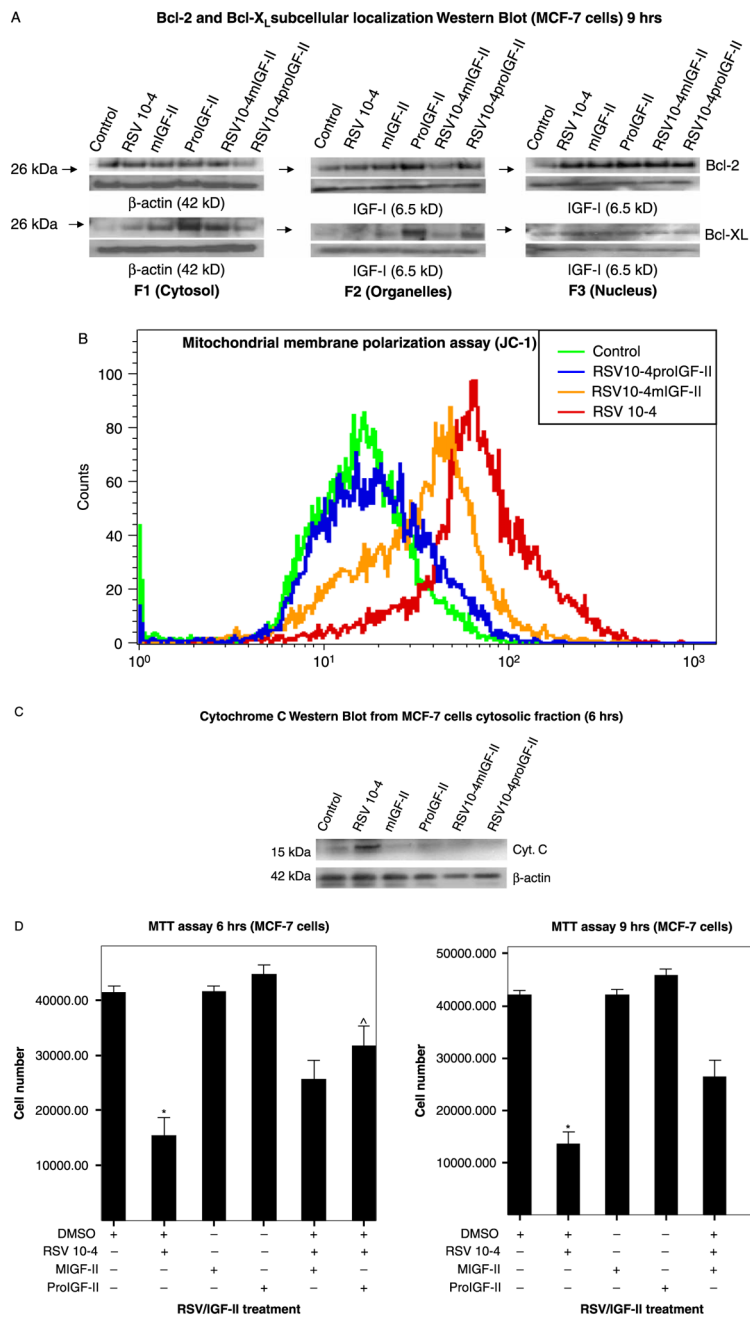 A
Bcl-2 and Bcl-XL subcellular localization Western Blot (MCF-7 cells) 9 hrs
Control RSV 10-4 mIGF-II ProIGF-II RSV10-4mIGF-II RSV10-4proIGF-II
Control RSV 10-4 mIGF-II ProIGF-II RSV10-4mIGF-II RSV10-4proIGF-II
Control RSV 10-4 mIGF-II ProIGF-II RSV10-4mIGF-II RSV10-4proIGF-II
26 kDa → → → Bcl-2
β-actin (42 kD) IGF-I (6.5 kD) IGF-I (6.5 kD)
26 kDa → → → Bcl-XL
β-actin (42 kD) IGF-I (6.5 kD) IGF-I (6.5 kD)
F1 (Cytosol) F2 (Organelles) F3 (Nucleus)
B
Mitochondrial membrane polarization assay (JC-1)
Control
RSV10-4proIGF-II
RSV10-4mIGF-II
RSV 10-4
Counts
100
80
60
40
20
0
10⁰ 10¹ 10² 10³
C
Cytochrome C Western Blot from MCF-7 cells cytosolic fraction (6 hrs)
Control RSV 10-4 mIGF-II ProIGF-II RSV10-4mIGF-II RSV10-4proIGF-II
15 kDa Cyt. C
42 kDa β-actin
D
MTT assay 6 hrs (MCF-7 cells)
Cell number
40000.00
30000.00
20000.00
10000.00
* ^
DMSO + + – – + +
RSV 10-4 – + – – + +
MIGF-II – – + – + –
ProIGF-II – – – + – +
RSV/IGF-II treatment
MTT assay 9 hrs (MCF-7 cells)
Cell number
50000.000
40000.000
30000.000
20000.000
10000.000
*
DMSO + + – – +
RSV 10-4 – + – – +
MIGF-II – – + – +
ProIGF-II – – – + –
RSV/IGF-II treatment